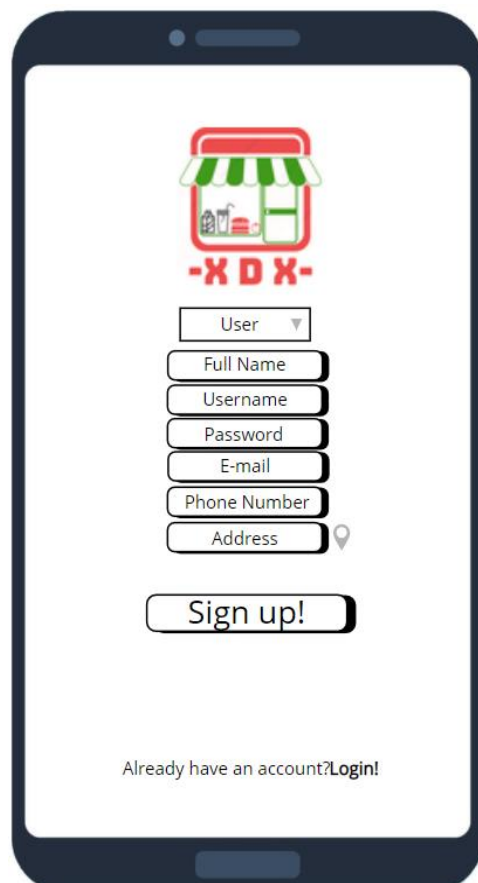 -XDX-
User
Full Name
Username
Password
E-mail
Phone Number
Address
Sign up!
Already have an account?Login!